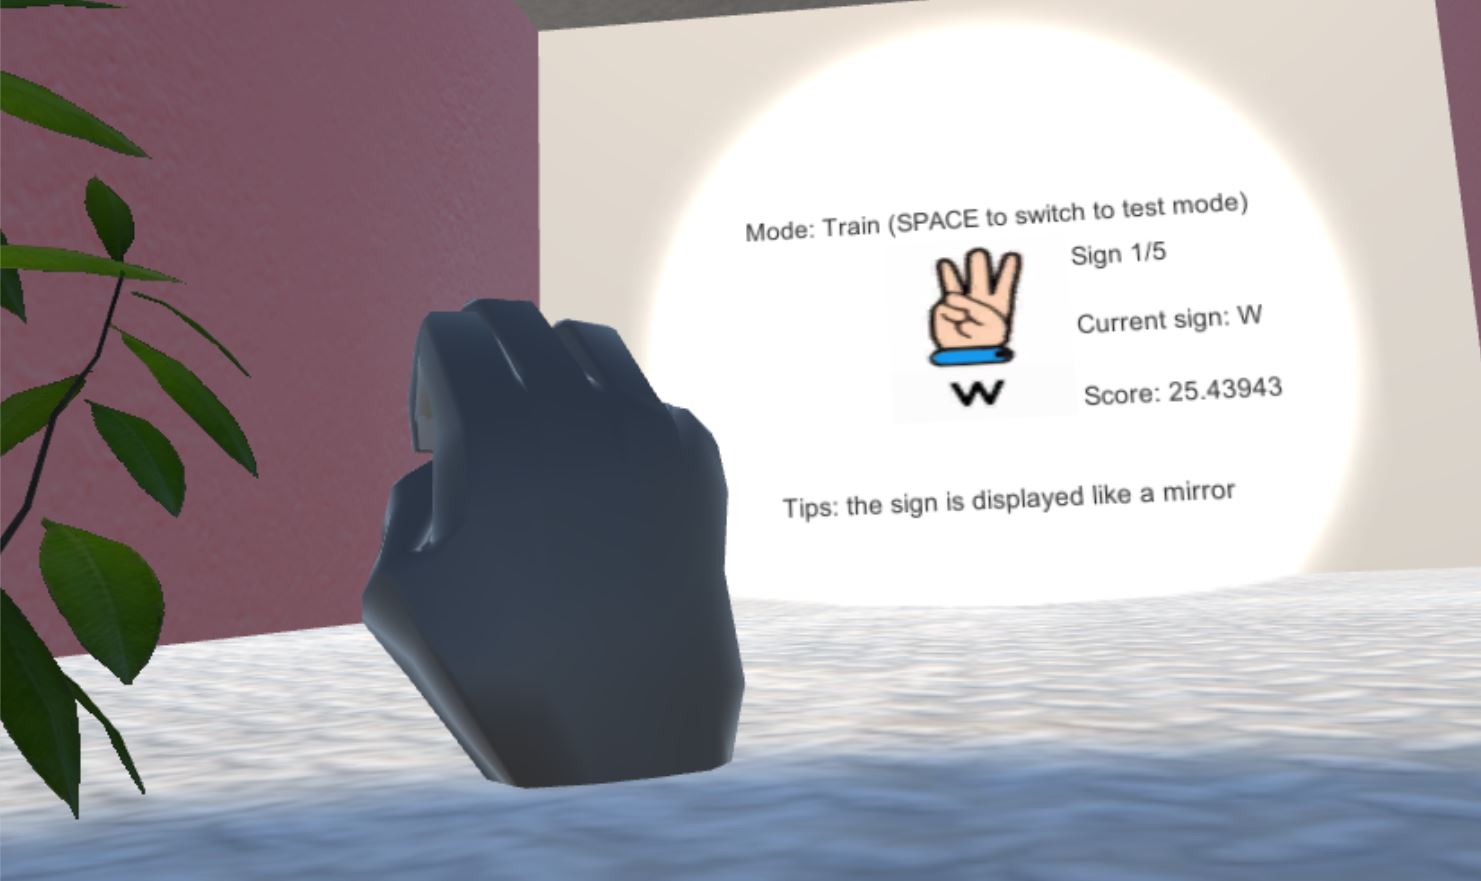 Mode: Train (SPACE to switch to test mode)
Sign 1/5
Current sign: W
W
Score: 25.43943
Tips: the sign is displayed like a mirror